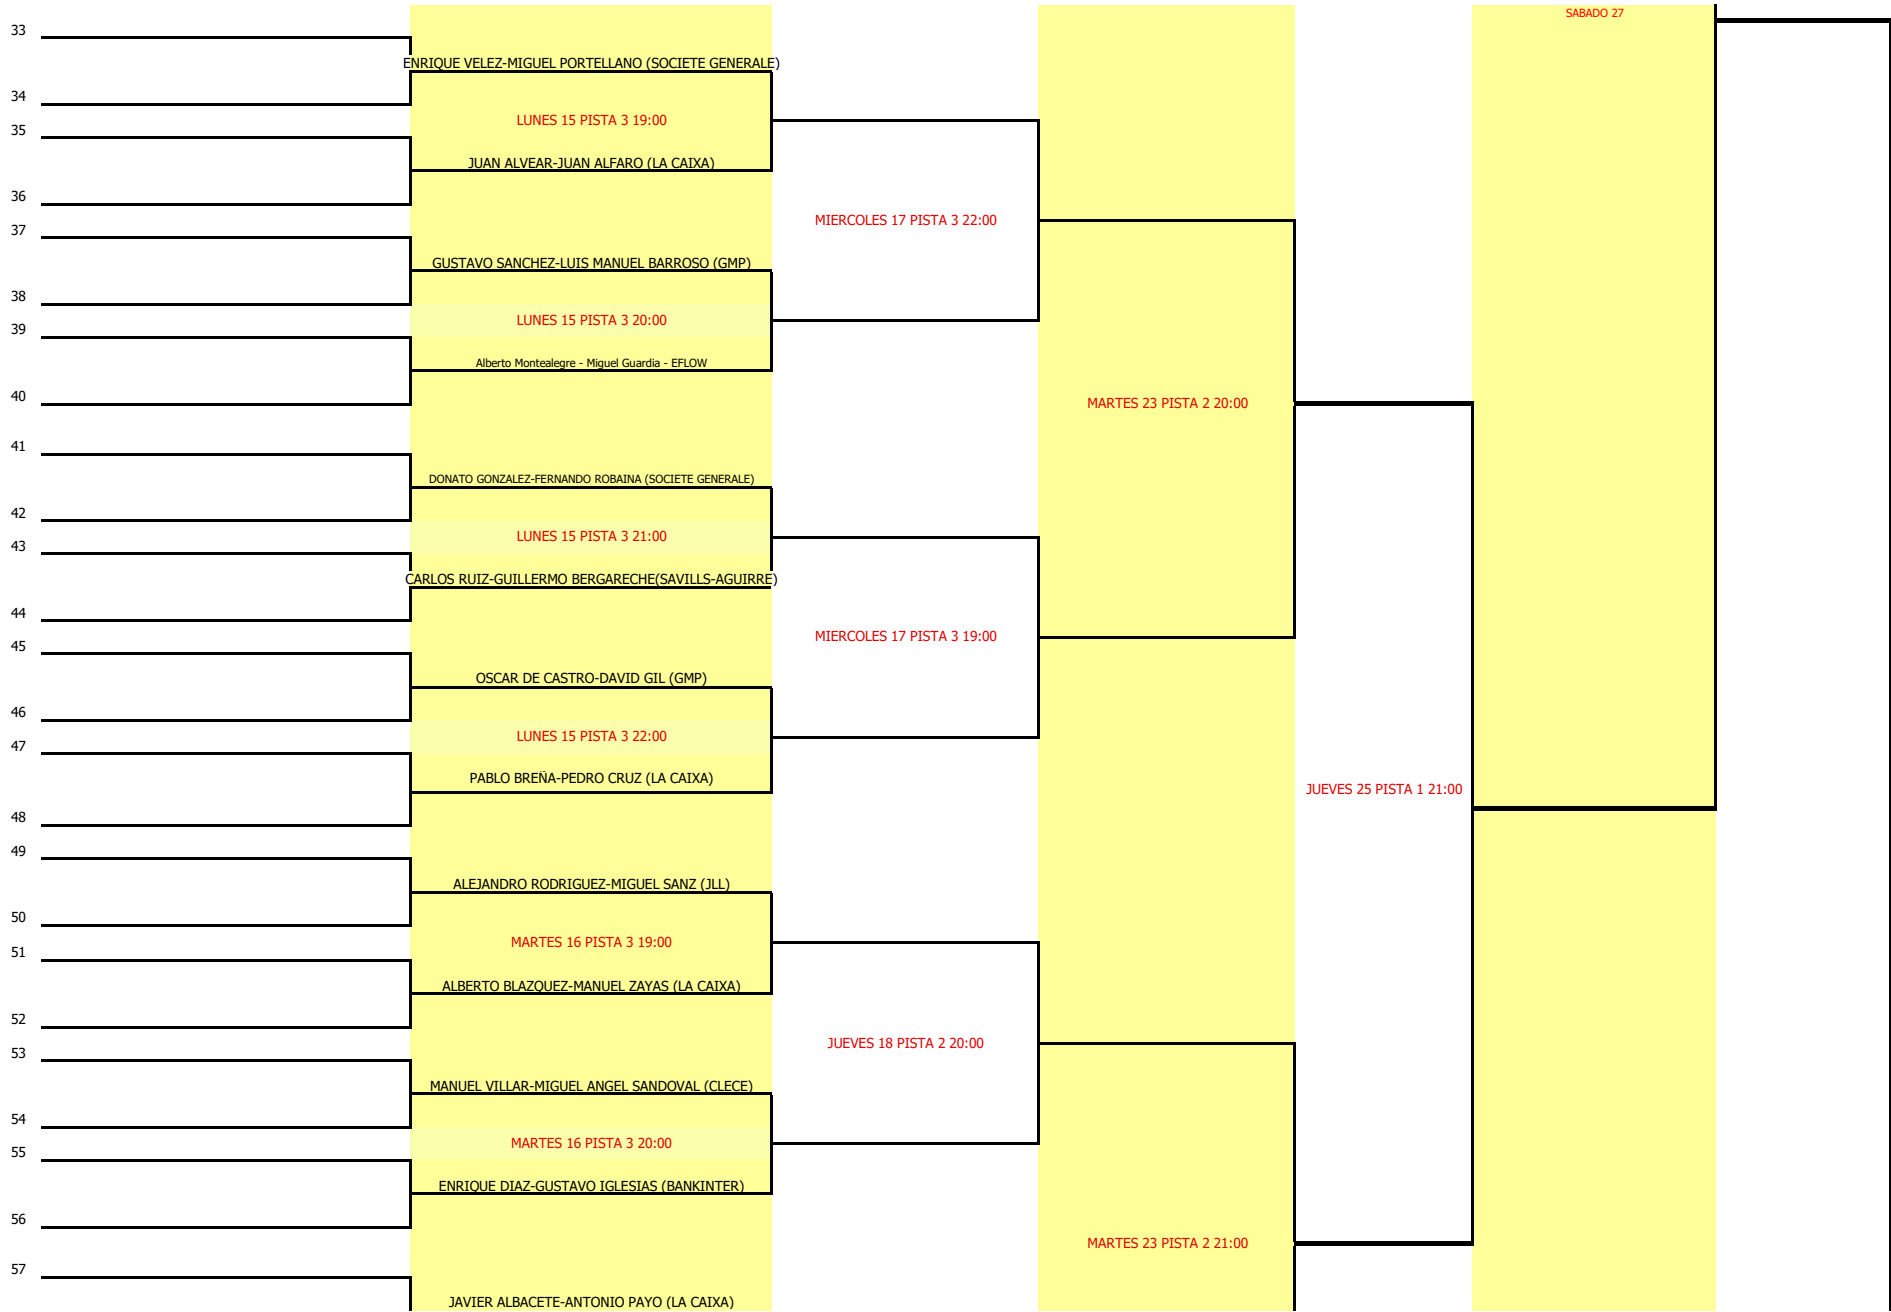 SABADO 27
33
ENRIQUE VELEZ-MIGUEL PORTELLANO (SOCIETE GENERALE)
34
LUNES 15 PISTA 3 19:00
35
JUAN ALVEAR-JUAN ALFARO (LA CAIXA)
36
MIERCOLES 17 PISTA 3 22:00
37
GUSTAVO SANCHEZ-LUIS MANUEL BARROSO (GMP)
38
LUNES 15 PISTA 3 20:00
39
Alberto Montealegre - Miguel Guardia - EFLOW
40
MARTES 23 PISTA 2 20:00
41
DONATO GONZALEZ-FERNANDO ROBAINA (SOCIETE GENERALE)
42
LUNES 15 PISTA 3 21:00
43
CARLOS RUIZ-GUILLERMO BERGARECHE(SAVILLS-AGUIRRE)
44
MIERCOLES 17 PISTA 3 19:00
45
OSCAR DE CASTRO-DAVID GIL (GMP)
46
LUNES 15 PISTA 3 22:00
47
PABLO BREÑA-PEDRO CRUZ (LA CAIXA)
JUEVES 25 PISTA 1 21:00
48
49
ALEJANDRO RODRIGUEZ-MIGUEL SANZ (JLL)
50
MARTES 16 PISTA 3 19:00
51
ALBERTO BLAZQUEZ-MANUEL ZAYAS (LA CAIXA)
52
JUEVES 18 PISTA 2 20:00
53
MANUEL VILLAR-MIGUEL ANGEL SANDOVAL (CLECE)
54
MARTES 16 PISTA 3 20:00
55
ENRIQUE DIAZ-GUSTAVO IGLESIAS (BANKINTER)
56
MARTES 23 PISTA 2 21:00
57
JAVIER ALBACETE-ANTONIO PAYO (LA CAIXA)